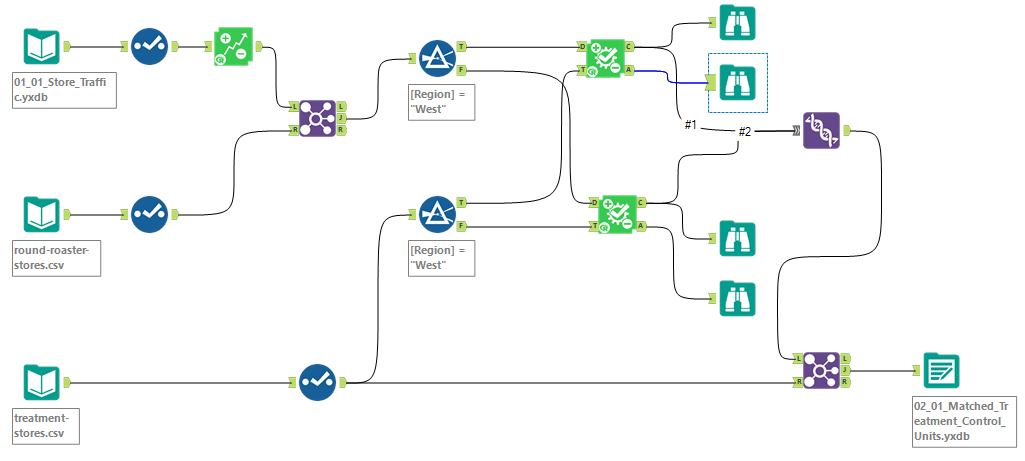 01_01_Store_Traffi
c.yxdb
L
R
L
J
R
[Region] =
"West"
T
F
D
T
C
A
#1
#2
round-roaster-
stores.csv
[Region] =
"West"
T
F
D
T
C
A
treatment-
stores.csv
L
R
L
J
R
02_01_Matched_Tr
eatment_Control_
Units.yxdb